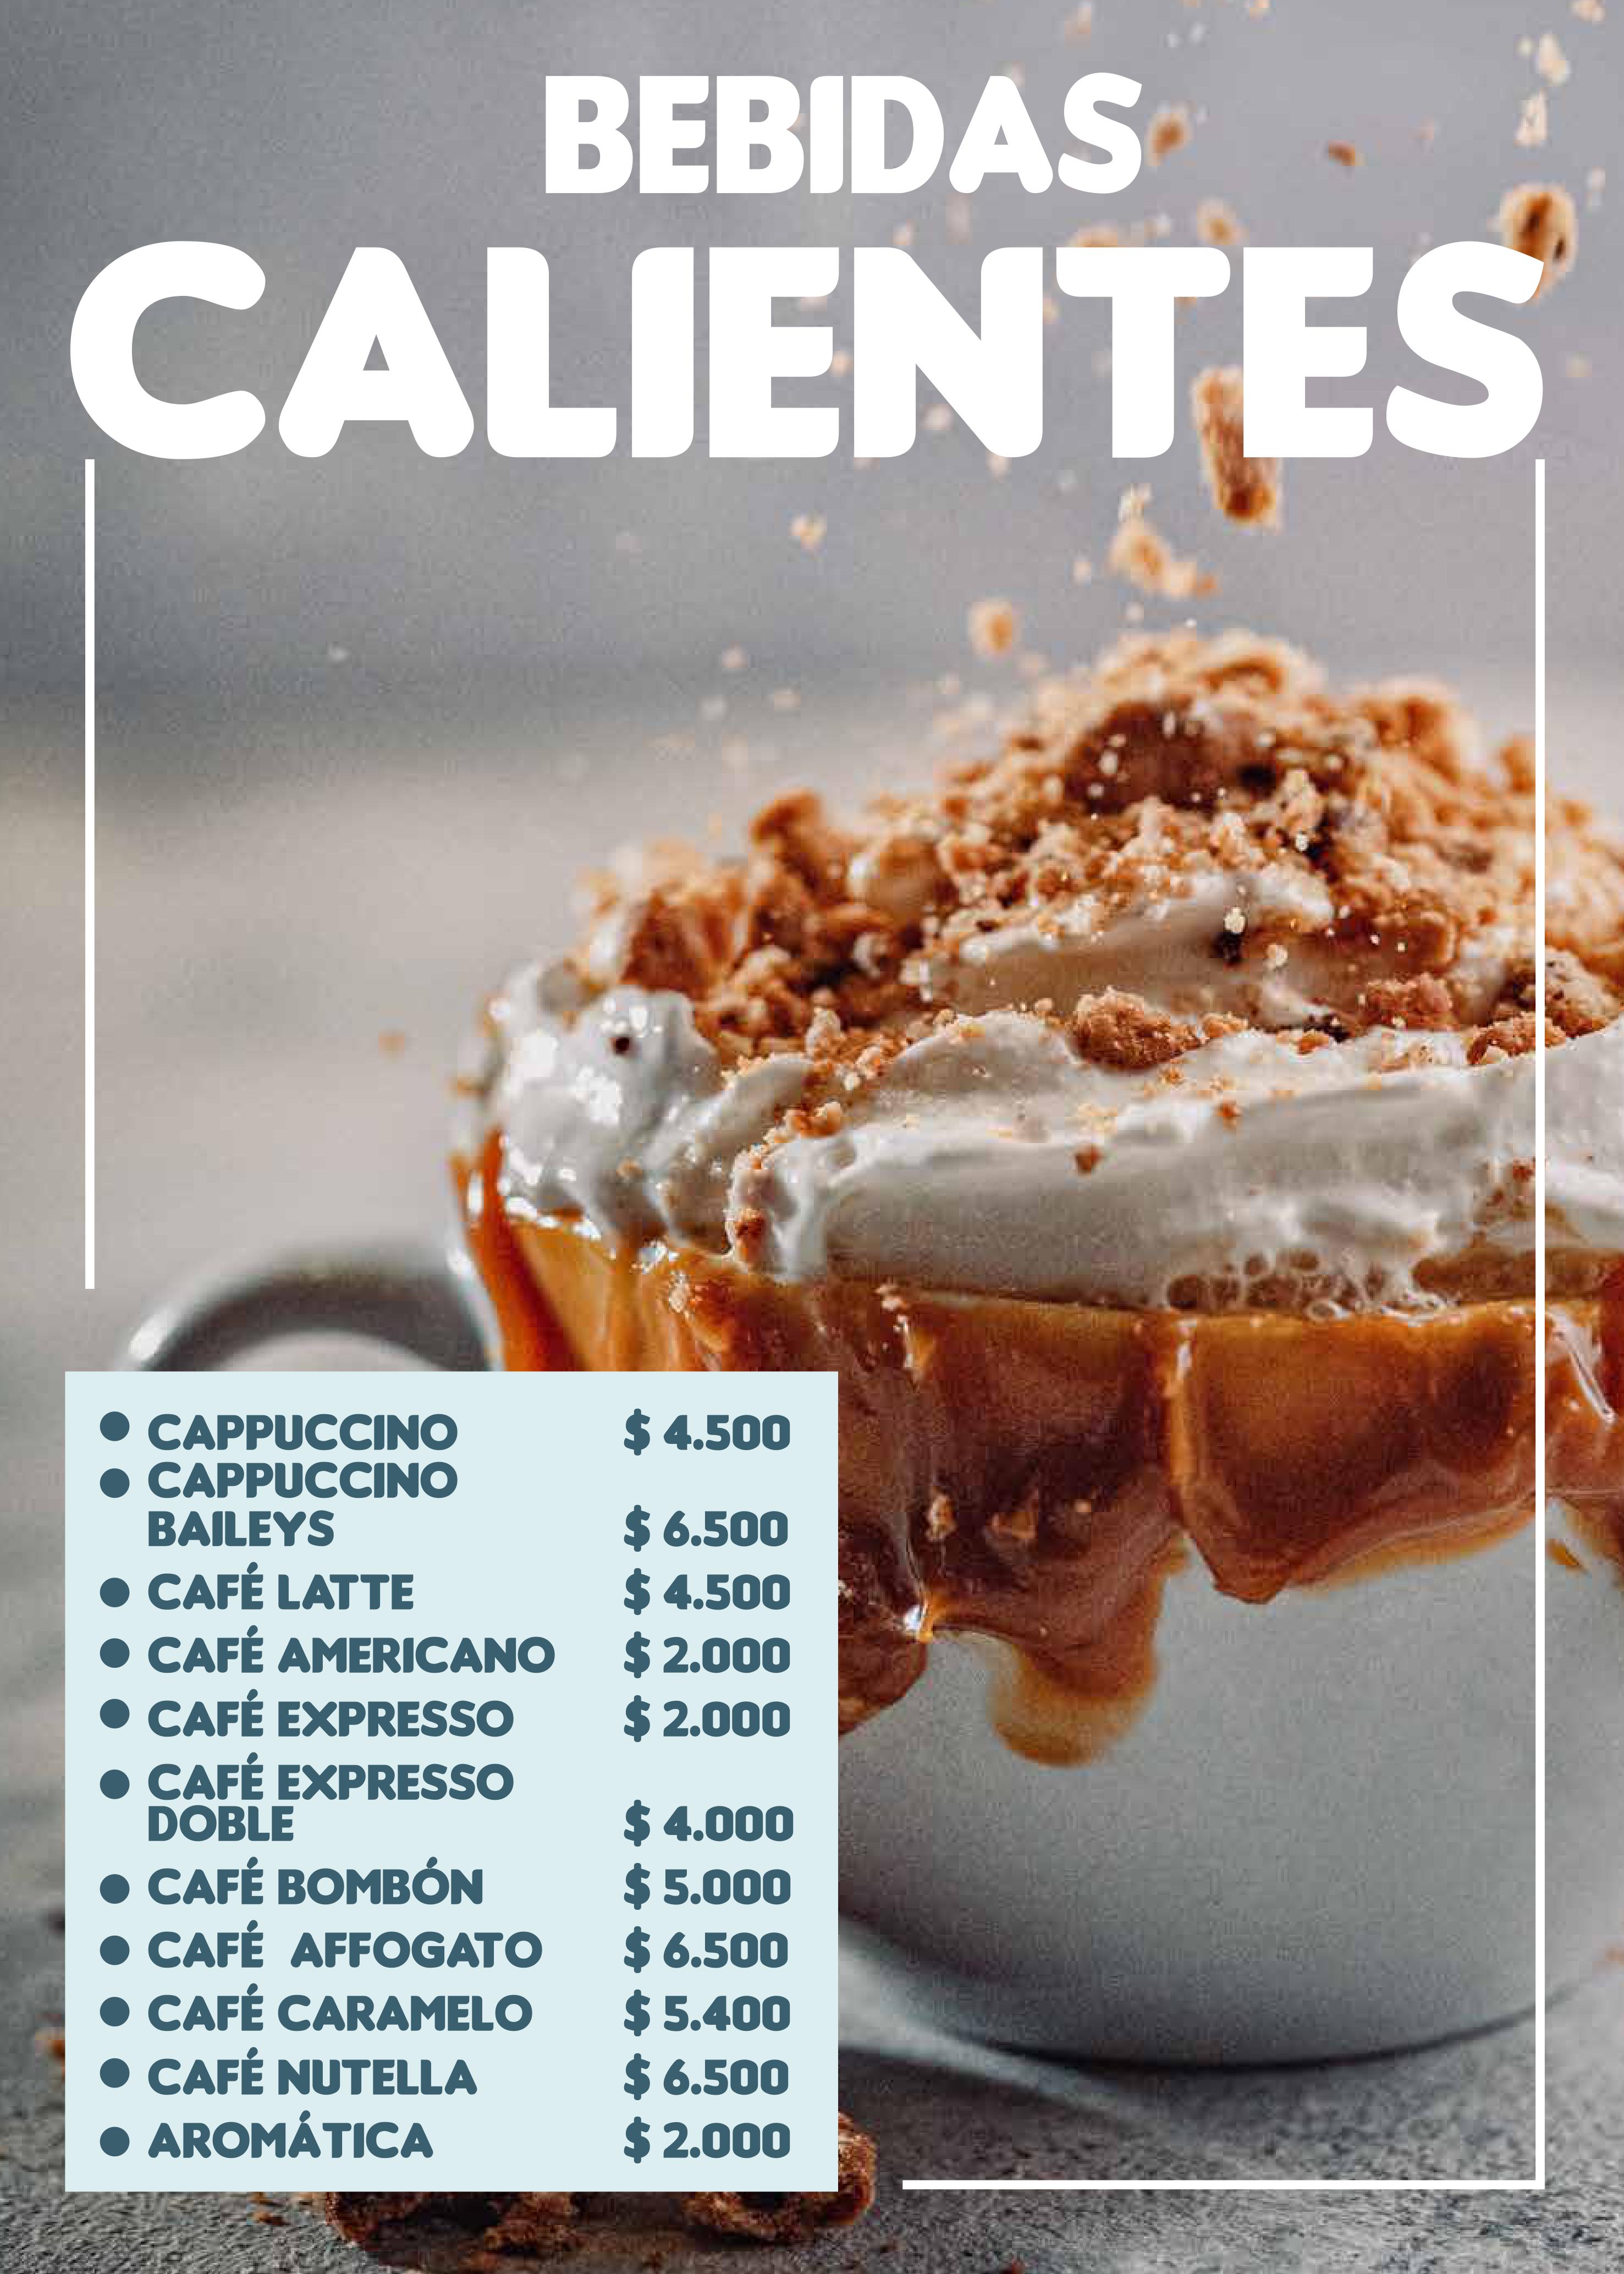 BEBIDAS
CALIENTES
CAPPUCCINO $ 4.500
CAPPUCCINO
BAILEYS $ 6.500
CAFÉ LATTE $ 4.500
CAFÉ AMERICANO $ 2.000
CAFÉ EXPRESSO $ 2.000
CAFÉ EXPRESSO
DOBLE $ 4.000
CAFÉ BOMBÓN $ 5.000
CAFÉ AFFOGATO $ 6.500
CAFÉ CARAMELO $ 5.400
CAFÉ NUTELLA $ 6.500
AROMÁTICA $ 2.000